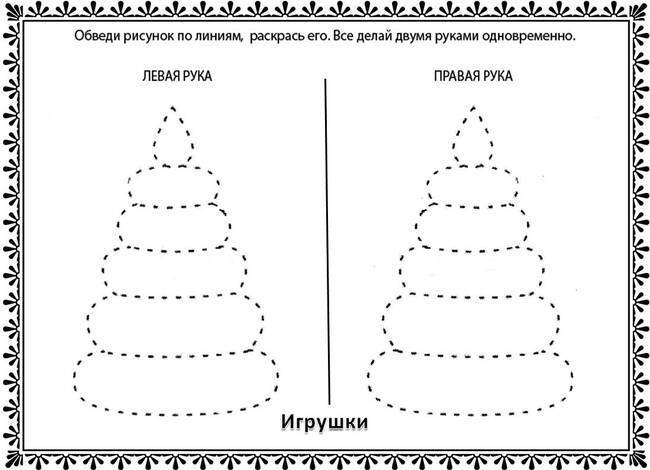 Обведи рисунок по линиям, раскрась его. Все делай двумя руками одновременно.
ЛЕВАЯ РУКА
ПРАВАЯ РУКА
Игрушки